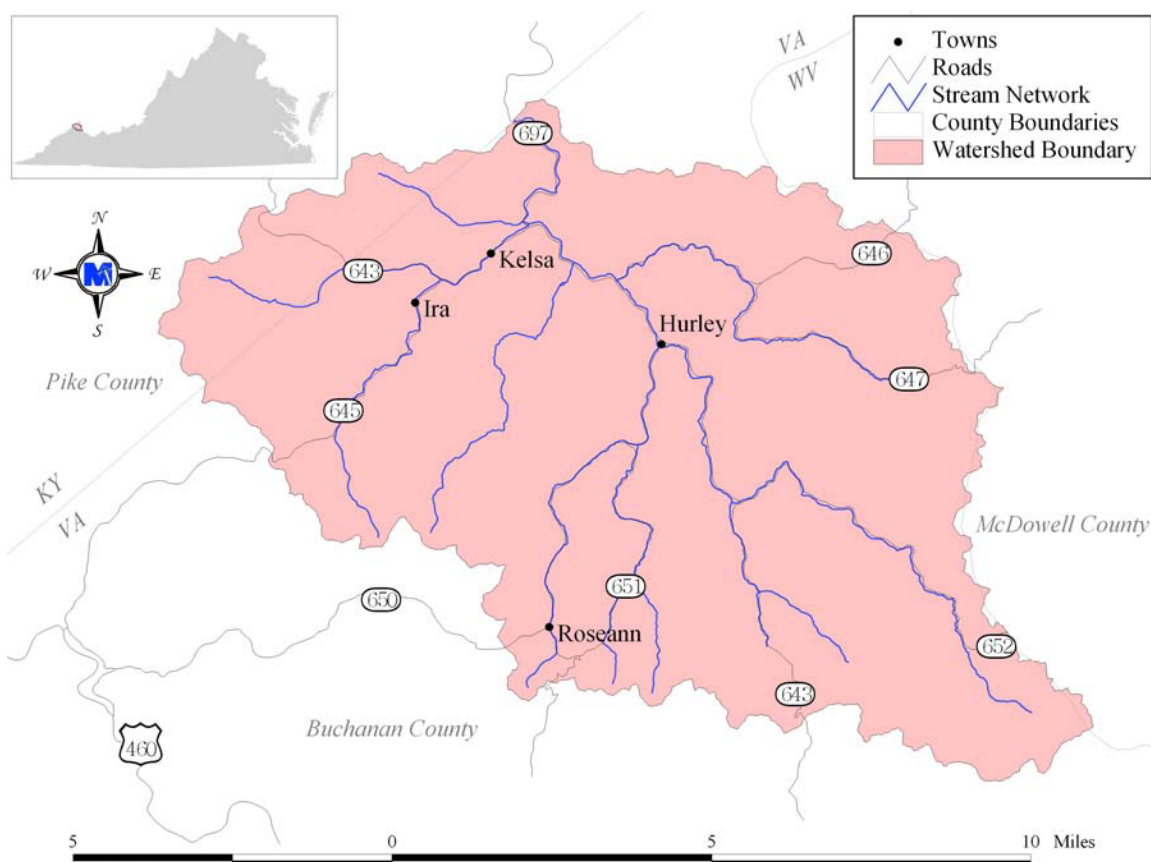 VA
WV
Towns
Roads
Stream Network
County Boundaries
Watershed Boundary
697
N
W
M
E
S
643
Kelsa
646
Ira
Hurley
Pike County
647
645
KY
VA
McDowell County
650
651
Roseann
652
643
Buchanan County
460
5
0
5
10
Miles